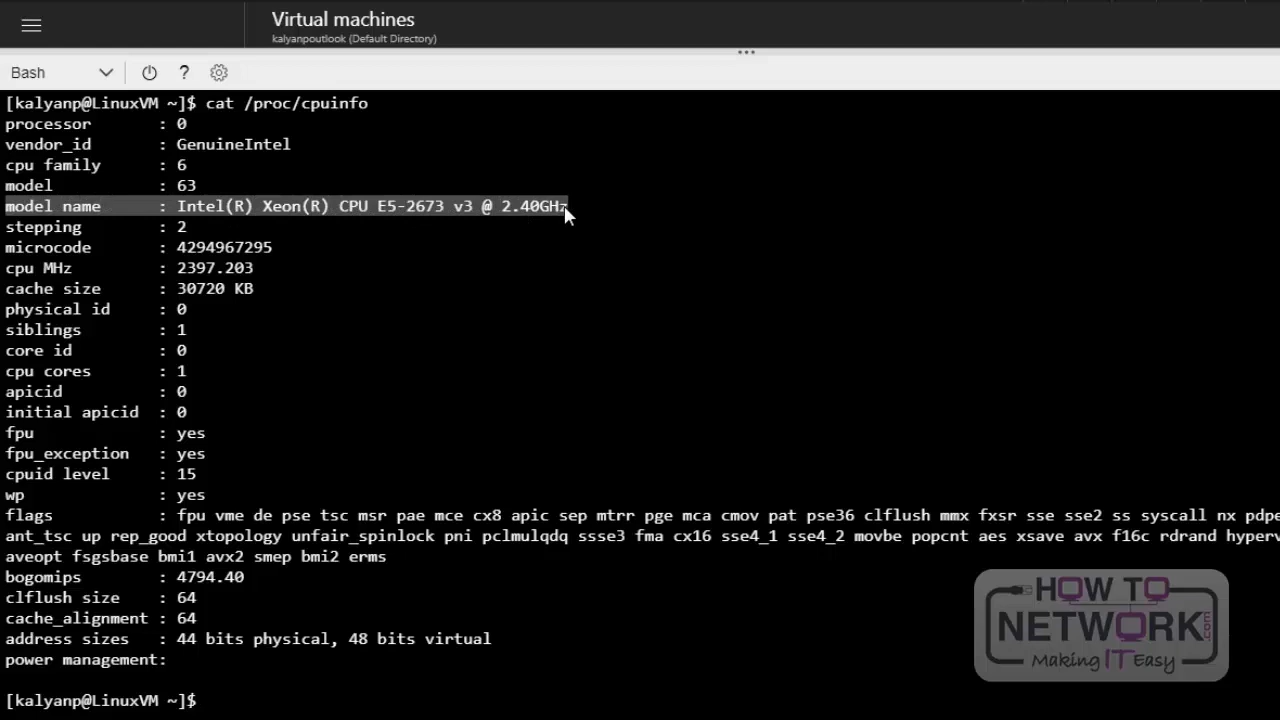 Virtual machines
kalyanpoutlook (Default Directory)
Bash
?
[kalyanp@LinuxVM ~]$ cat /proc/cpuinfo
processor : 0
vendor_id : GenuineIntel
cpu family : 6
model : 63
model name : Intel(R) Xeon(R) CPU E5-2673 v3 @ 2.40GHz
stepping : 2
microcode : 4294967295
cpu MHz : 2397.203
cache size : 30720 KB
physical id : 0
siblings : 1
core id : 0
cpu cores : 1
apicid : 0
initial apicid : 0
fpu : yes
fpu_exception : yes
cpuid level : 15
wp : yes
flags : fpu vme de pse tsc msr pae mce cx8 apic sep mtrr pge mca cmov pat pse36 clflush mmx fxsr sse sse2 ss syscall nx pdpe
ant_tsc up rep_good xtopology unfair_spinlock pni pclmulqdq ssse3 fma cx16 sse4_1 sse4_2 movbe popcnt aes xsave avx f16c rdrand hyperv
aveopt fsgsbase bmi1 avx2 smep bmi2 erms
bogomips : 4794.40
clflush size : 64
cache_alignment : 64
address sizes : 44 bits physical, 48 bits virtual
power management:
[kalyanp@LinuxVM ~]$
HOW TO
NETWORK.com
Making IT Easy